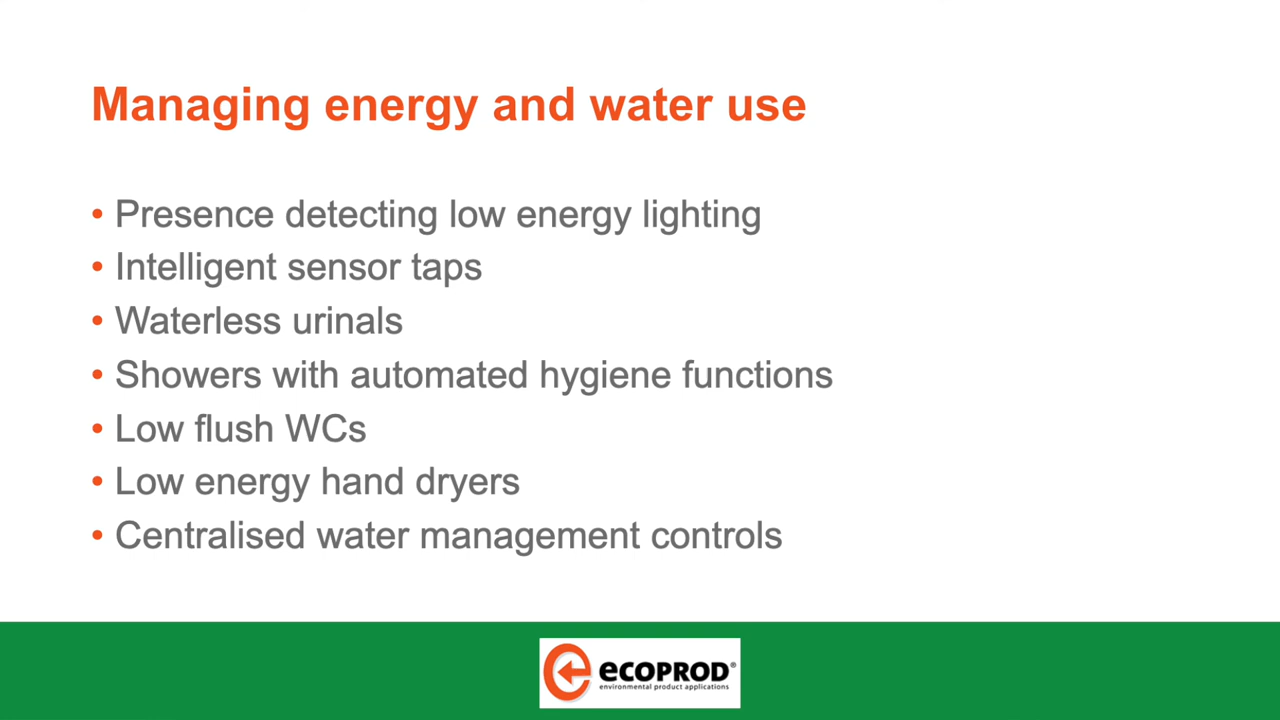 Managing energy and water use
• Presence detecting low energy lighting
• Intelligent sensor taps
• Waterless urinals
• Showers with automated hygiene functions
• Low flush WCs
• Low energy hand dryers
• Centralised water management controls
ecoprod®
environmental product applications